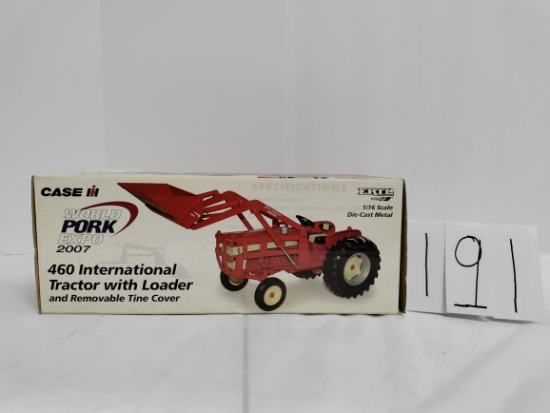 CASE IH
WORLD
PORK
EXPO
2007
SPECIFICATIONS
ERTL
1/16 Scale
Die-Cast Metal
460 International
Tractor with Loader
and Removable Tine Cover
191